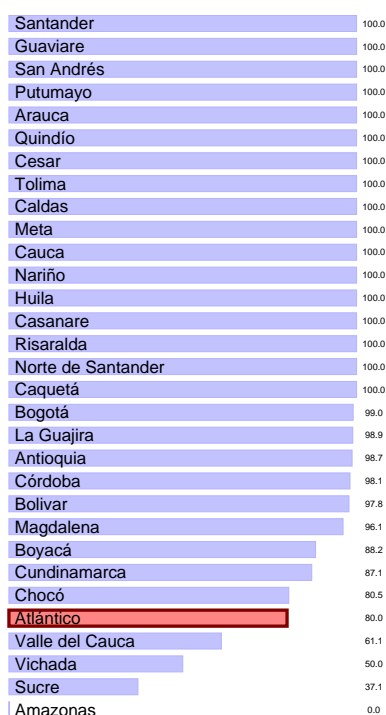 Santander 100.0
Guaviare 100.0
San Andrés 100.0
Putumayo 100.0
Arauca 100.0
Quindío 100.0
Cesar 100.0
Tolima 100.0
Caldas 100.0
Meta 100.0
Cauca 100.0
Nariño 100.0
Huila 100.0
Casanare 100.0
Risaralda 100.0
Norte de Santander 100.0
Caquetá 100.0
Bogotá 99.0
La Guajira 98.9
Antioquia 98.7
Córdoba 98.1
Bolivar 97.8
Magdalena 96.1
Boyacá 88.2
Cundinamarca 87.1
Chocó 80.5
Atlántico 80.0
Valle del Cauca 61.1
Vichada 50.0
Sucre 37.1
Amazonas 0.0